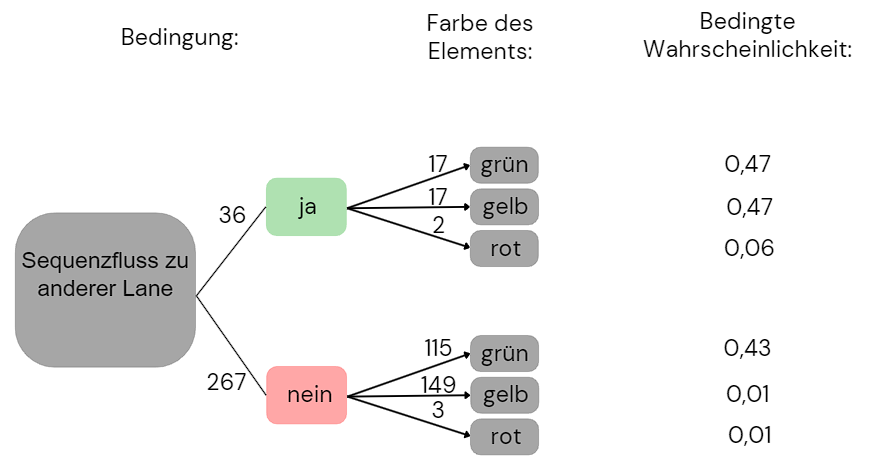 Bedingung:
Farbe des
Elements:
Bedingte
Wahrscheinlichkeit:
Sequenzfluss zu
anderer Lane
36
ja
17
grün
0,47
17
gelb
0,47
2
rot
0,06
267
nein
115
grün
0,43
149
gelb
0,01
3
rot
0,01